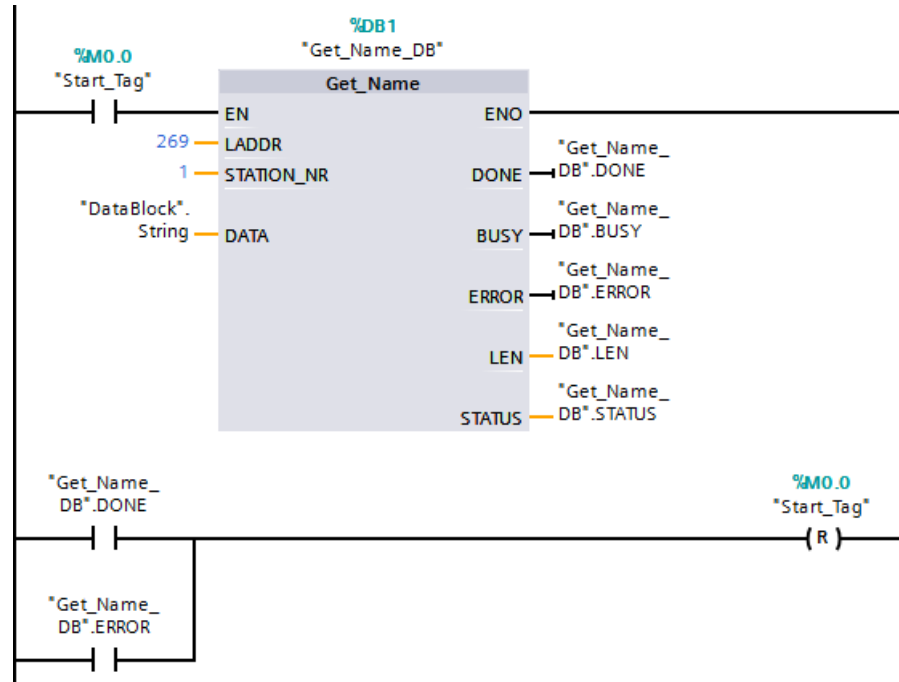 %DB1
"Get_Name_DB"
%M0.0
"Start_Tag"
Get_Name
EN
ENO
269
LADDR
1
STATION_NR
DONE
"Get_Name_
DB".DONE
"DataBlock".
String
DATA
BUSY
"Get_Name_
DB".BUSY
ERROR
"Get_Name_
DB".ERROR
LEN
"Get_Name_
DB".LEN
STATUS
"Get_Name_
DB".STATUS
"Get_Name_
DB".DONE
%M0.0
"Start_Tag"
R
"Get_Name_
DB".ERROR